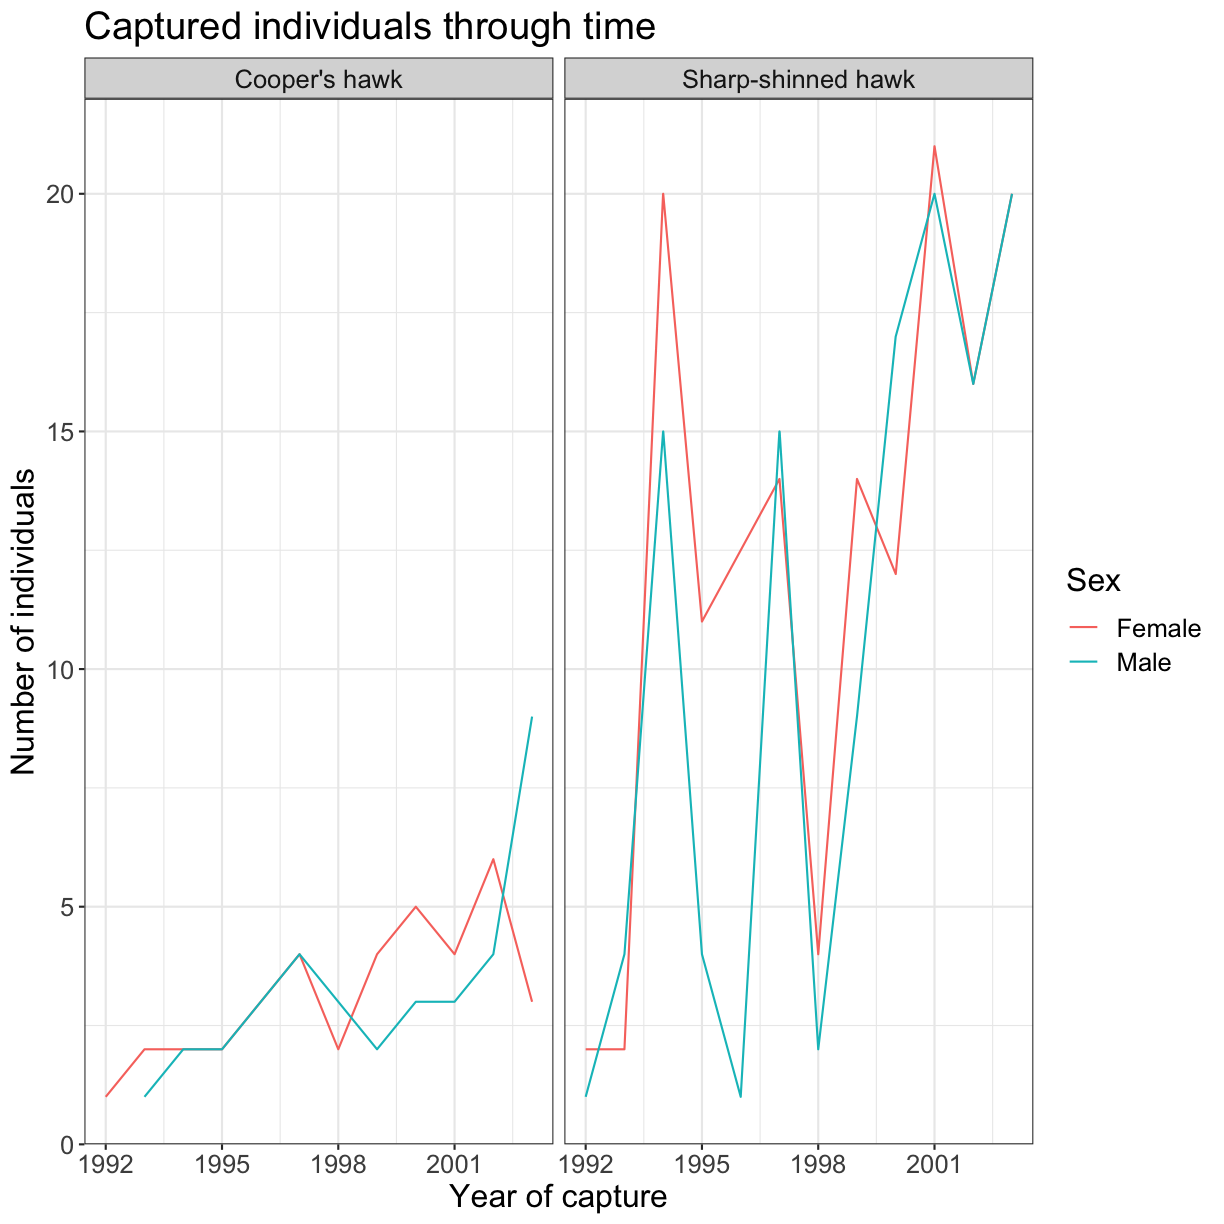 Captured individuals through time
Cooper's hawk
Sharp-shinned hawk
Number of individuals
20
15
10
5
0
1992 1995 1998 2001
1992 1995 1998 2001
Year of capture
Sex
Female
Male